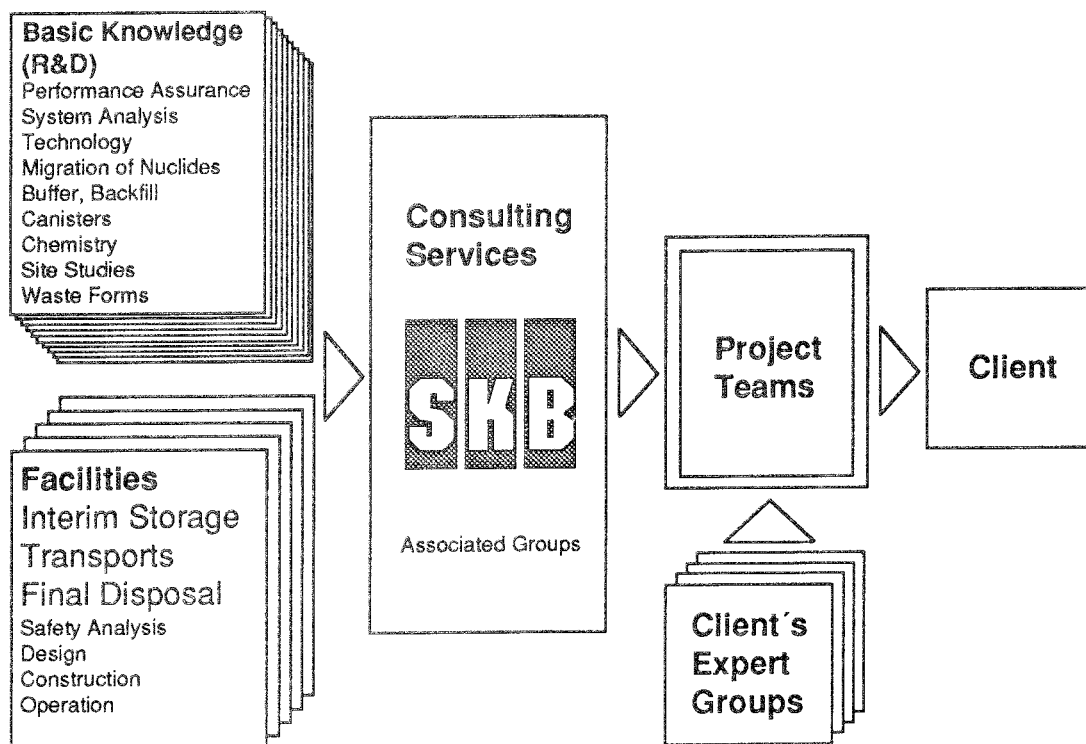 Basic Knowledge
(R&D)
Performance Assurance
System Analysis
Technology
Migration of Nuclides
Buffer, Backfill
Canisters
Chemistry
Site Studies
Waste Forms
Facilities
Interim Storage
Transports
Final Disposal
Safety Analysis
Design
Construction
Operation
Consulting
Services
SKB
Associated Groups
Project
Teams
Client´s
Expert
Groups
Client